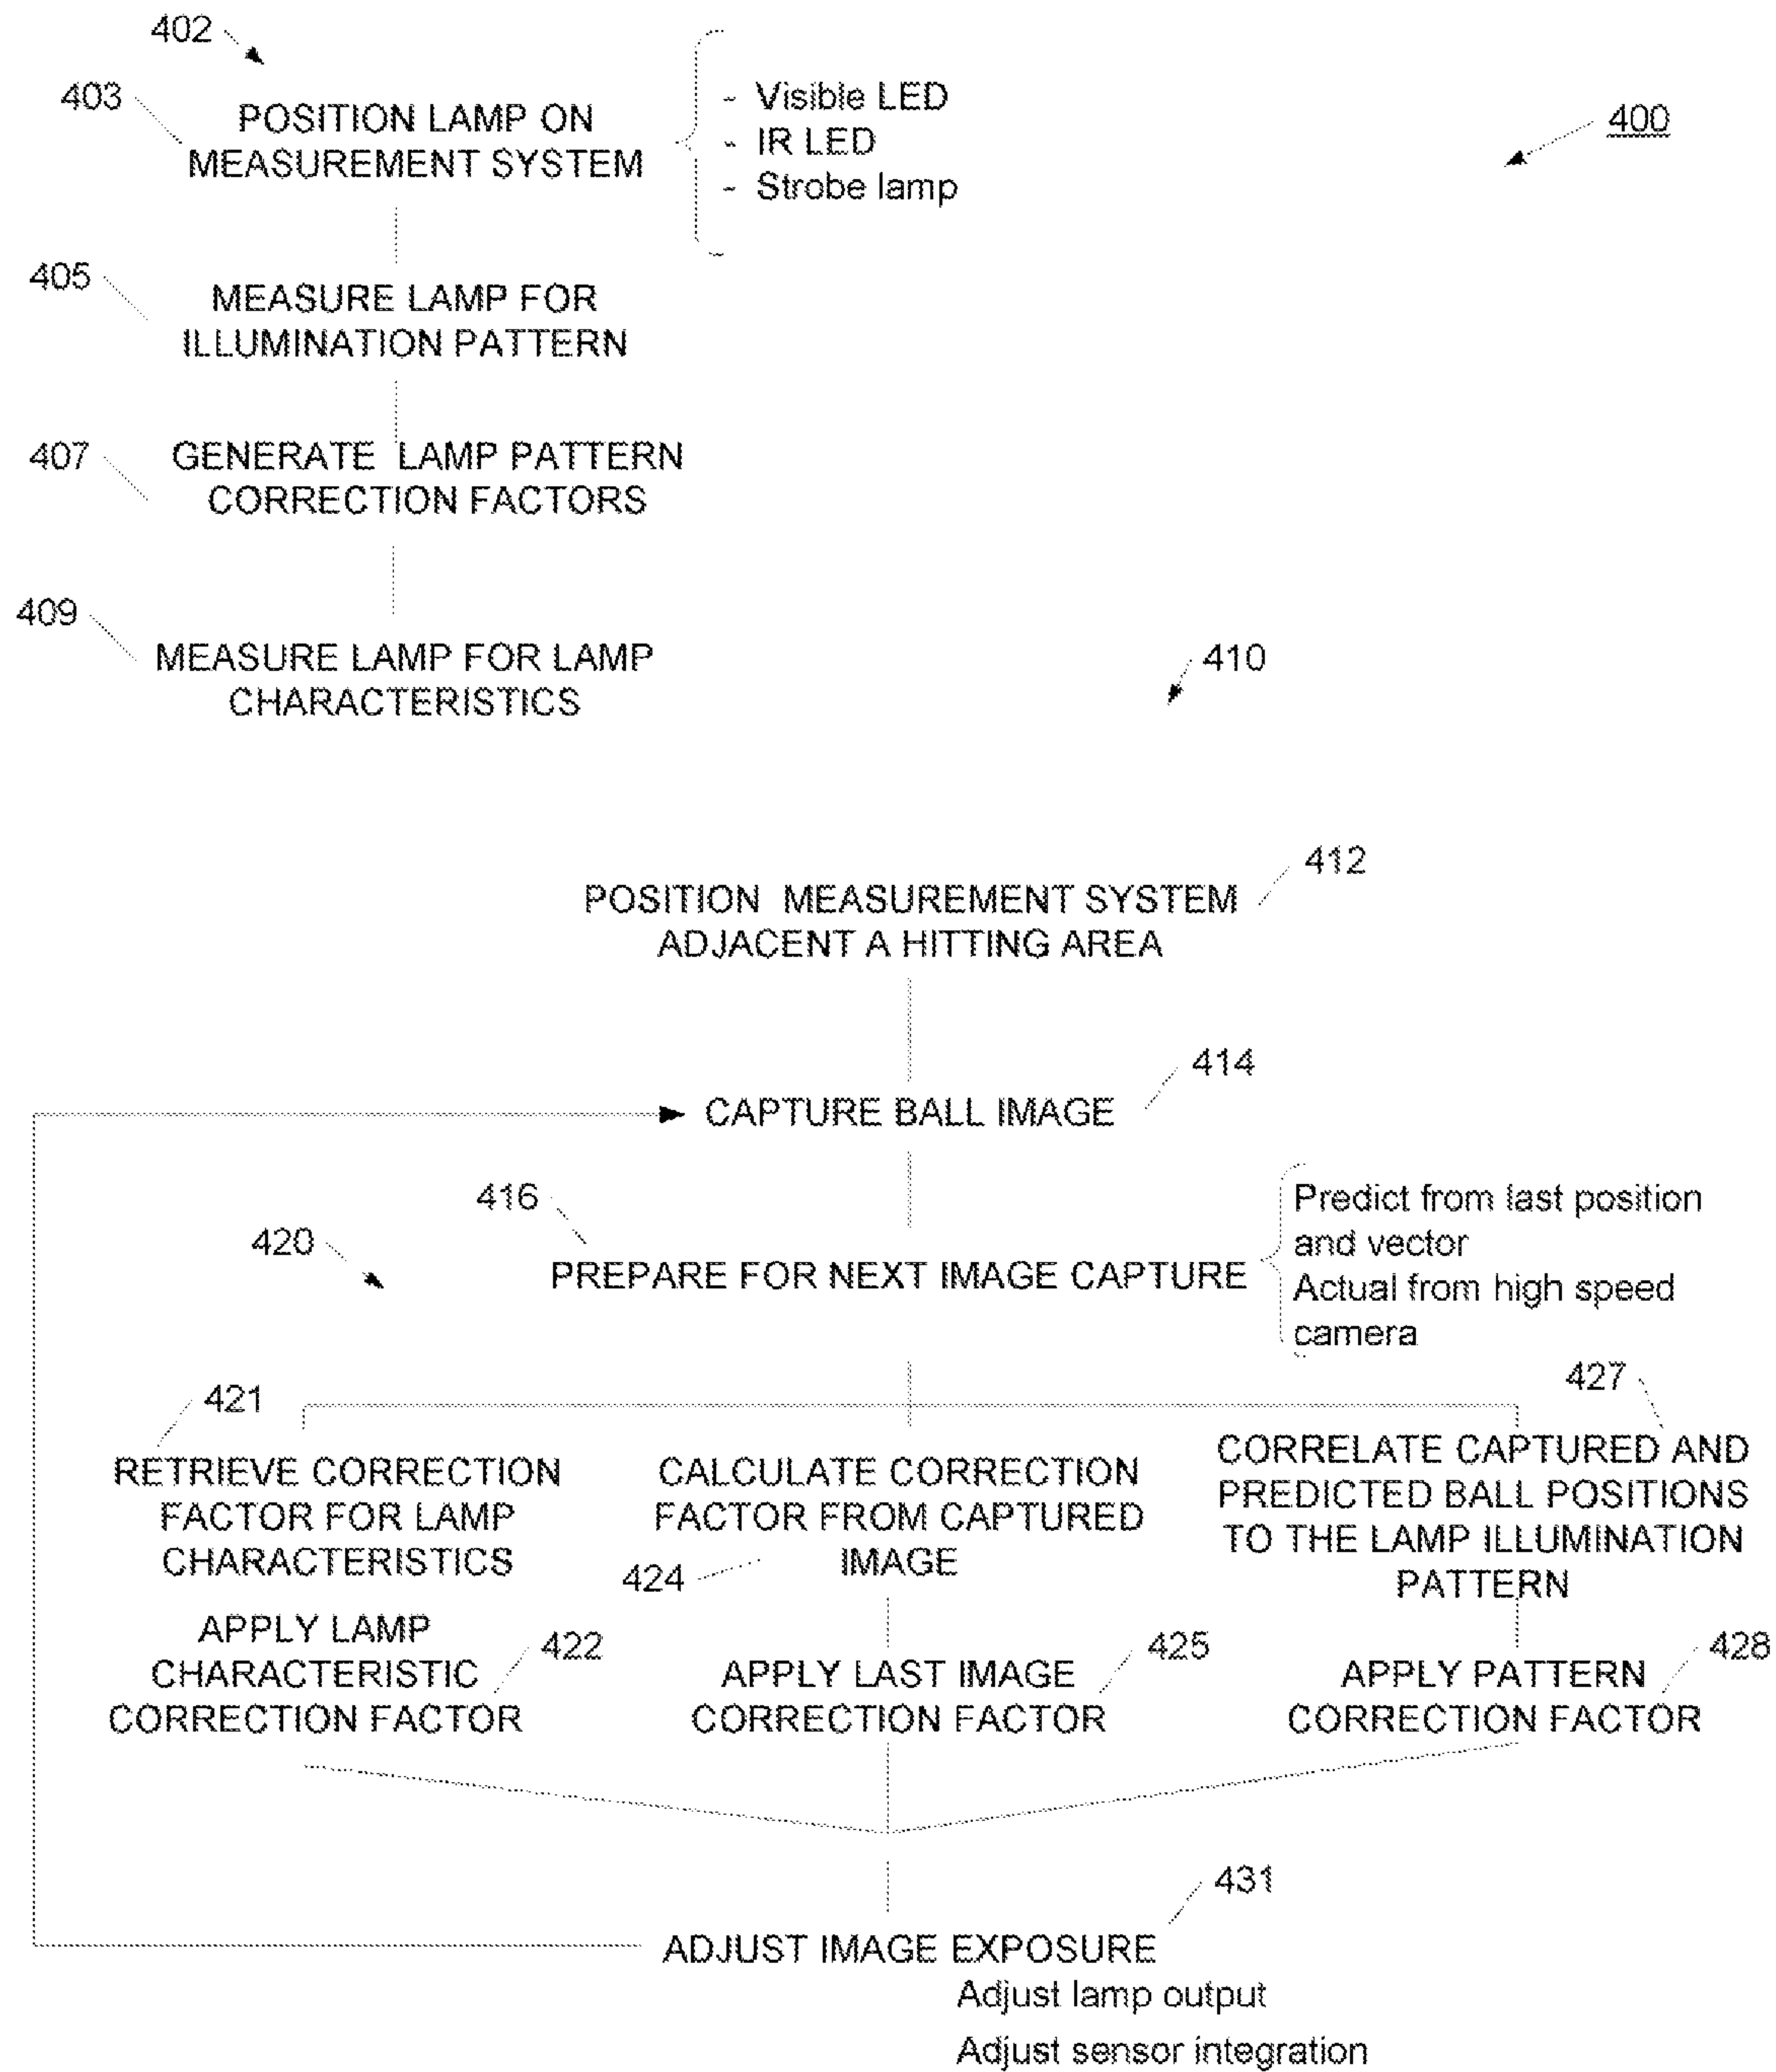 402
403
POSITION LAMP ON
MEASUREMENT SYSTEM
- Visible LED
- IR LED
- Strobe lamp
400
405
MEASURE LAMP FOR
ILLUMINATION PATTERN
407
GENERATE LAMP PATTERN
CORRECTION FACTORS
409
MEASURE LAMP FOR LAMP
CHARACTERISTICS
410
412
POSITION MEASUREMENT SYSTEM
ADJACENT A HITTING AREA
414
CAPTURE BALL IMAGE
416
420
PREPARE FOR NEXT IMAGE CAPTURE
Predict from last position
and vector
Actual from high speed
camera
421
RETRIEVE CORRECTION
FACTOR FOR LAMP
CHARACTERISTICS
CALCULATE CORRECTION
FACTOR FROM CAPTURED
IMAGE
424
427
CORRELATE CAPTURED AND
PREDICTED BALL POSITIONS
TO THE LAMP ILLUMINATION
PATTERN
APPLY LAMP
CHARACTERISTIC
CORRECTION FACTOR
422
APPLY LAST IMAGE
CORRECTION FACTOR
425
APPLY PATTERN
CORRECTION FACTOR
428
431
ADJUST IMAGE EXPOSURE
Adjust lamp output
Adjust sensor integration